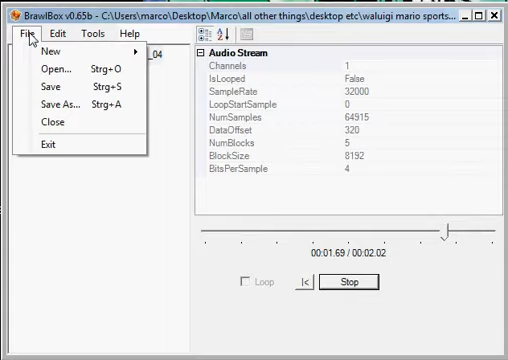 BrawlBox v0.65b - C:\Users\marco\Desktop\Marco\all other things\desktop etc\waluigi mario sports...
File Edit Tools Help
New
Open... Strg+O
Save Strg+S
Save As... Strg+A
Close
Exit
_04
Audio Stream
Channels 1
IsLooped False
SampleRate 32000
LoopStartSample 0
NumSamples 64915
DataOffset 320
NumBlocks 5
BlockSize 8192
BitsPerSample 4
00:01.69 / 00:02.02
Loop |< Stop